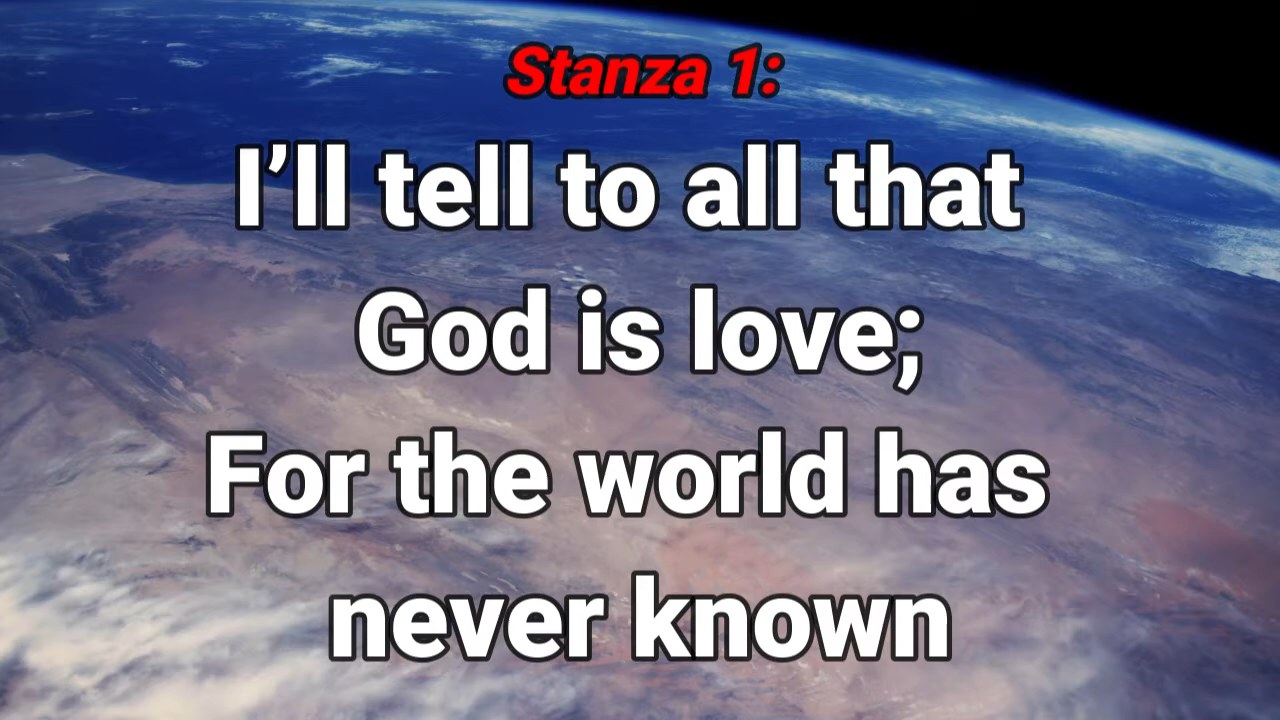 Stanza 1:
I’ll tell to all that
God is love;
For the world has
never known